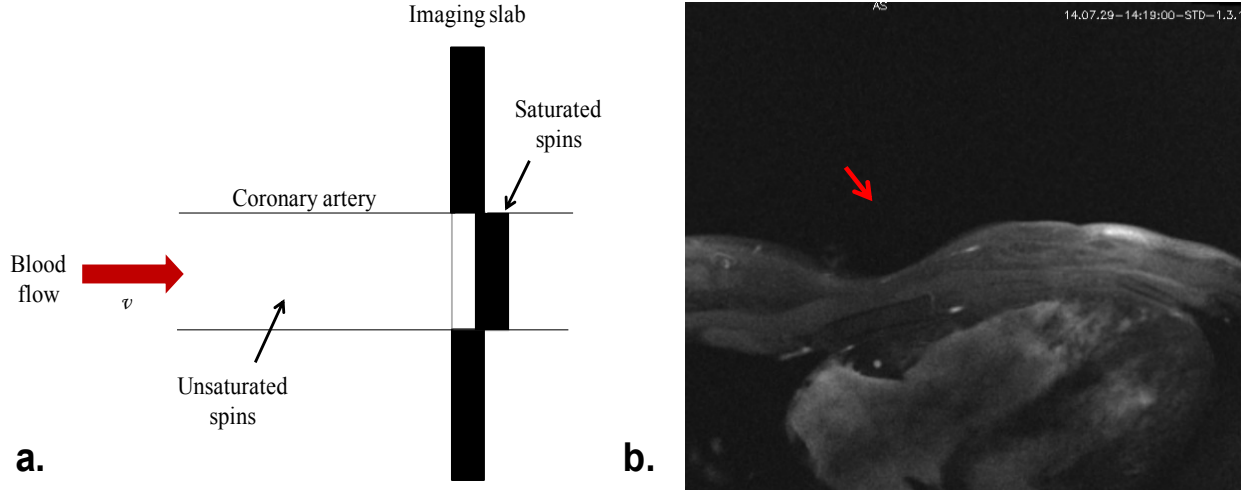 Imaging slab
Saturated
spins
Coronary artery
Blood
flow
v
Unsaturated
spins
a.
AS
14.07.29-14:19:00-STD-1.3.1
b.